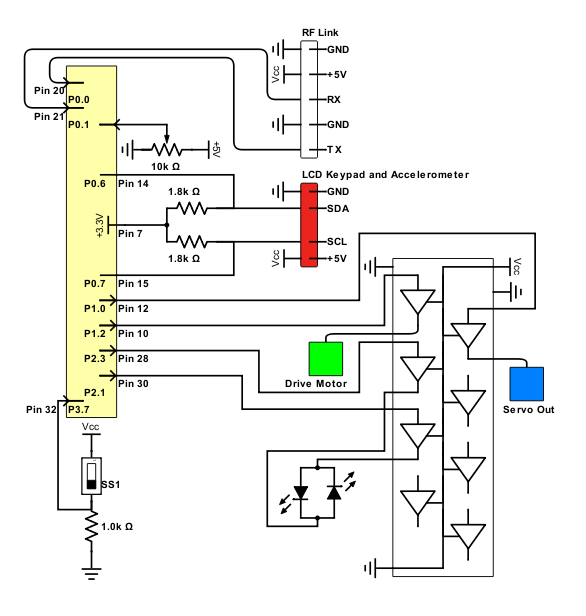 RF Link
GND
Vcc
+5V
RX
GND
TX
Pin 20
P0.0
Pin 21
P0.1
+5V
10k Ω
LCD Keypad and Accelerometer
P0.6 Pin 14
1.8k Ω
GND
SDA
+3.3V
Pin 7
SCL
1.8k Ω
Vcc
+5V
Vcc
P0.7 Pin 15
P1.0 Pin 12
P1.2 Pin 10
P2.3 Pin 28
Drive Motor
P2.1 Pin 30
Servo Out
Pin 32 P3.7
Vcc
SS1
1.0k Ω